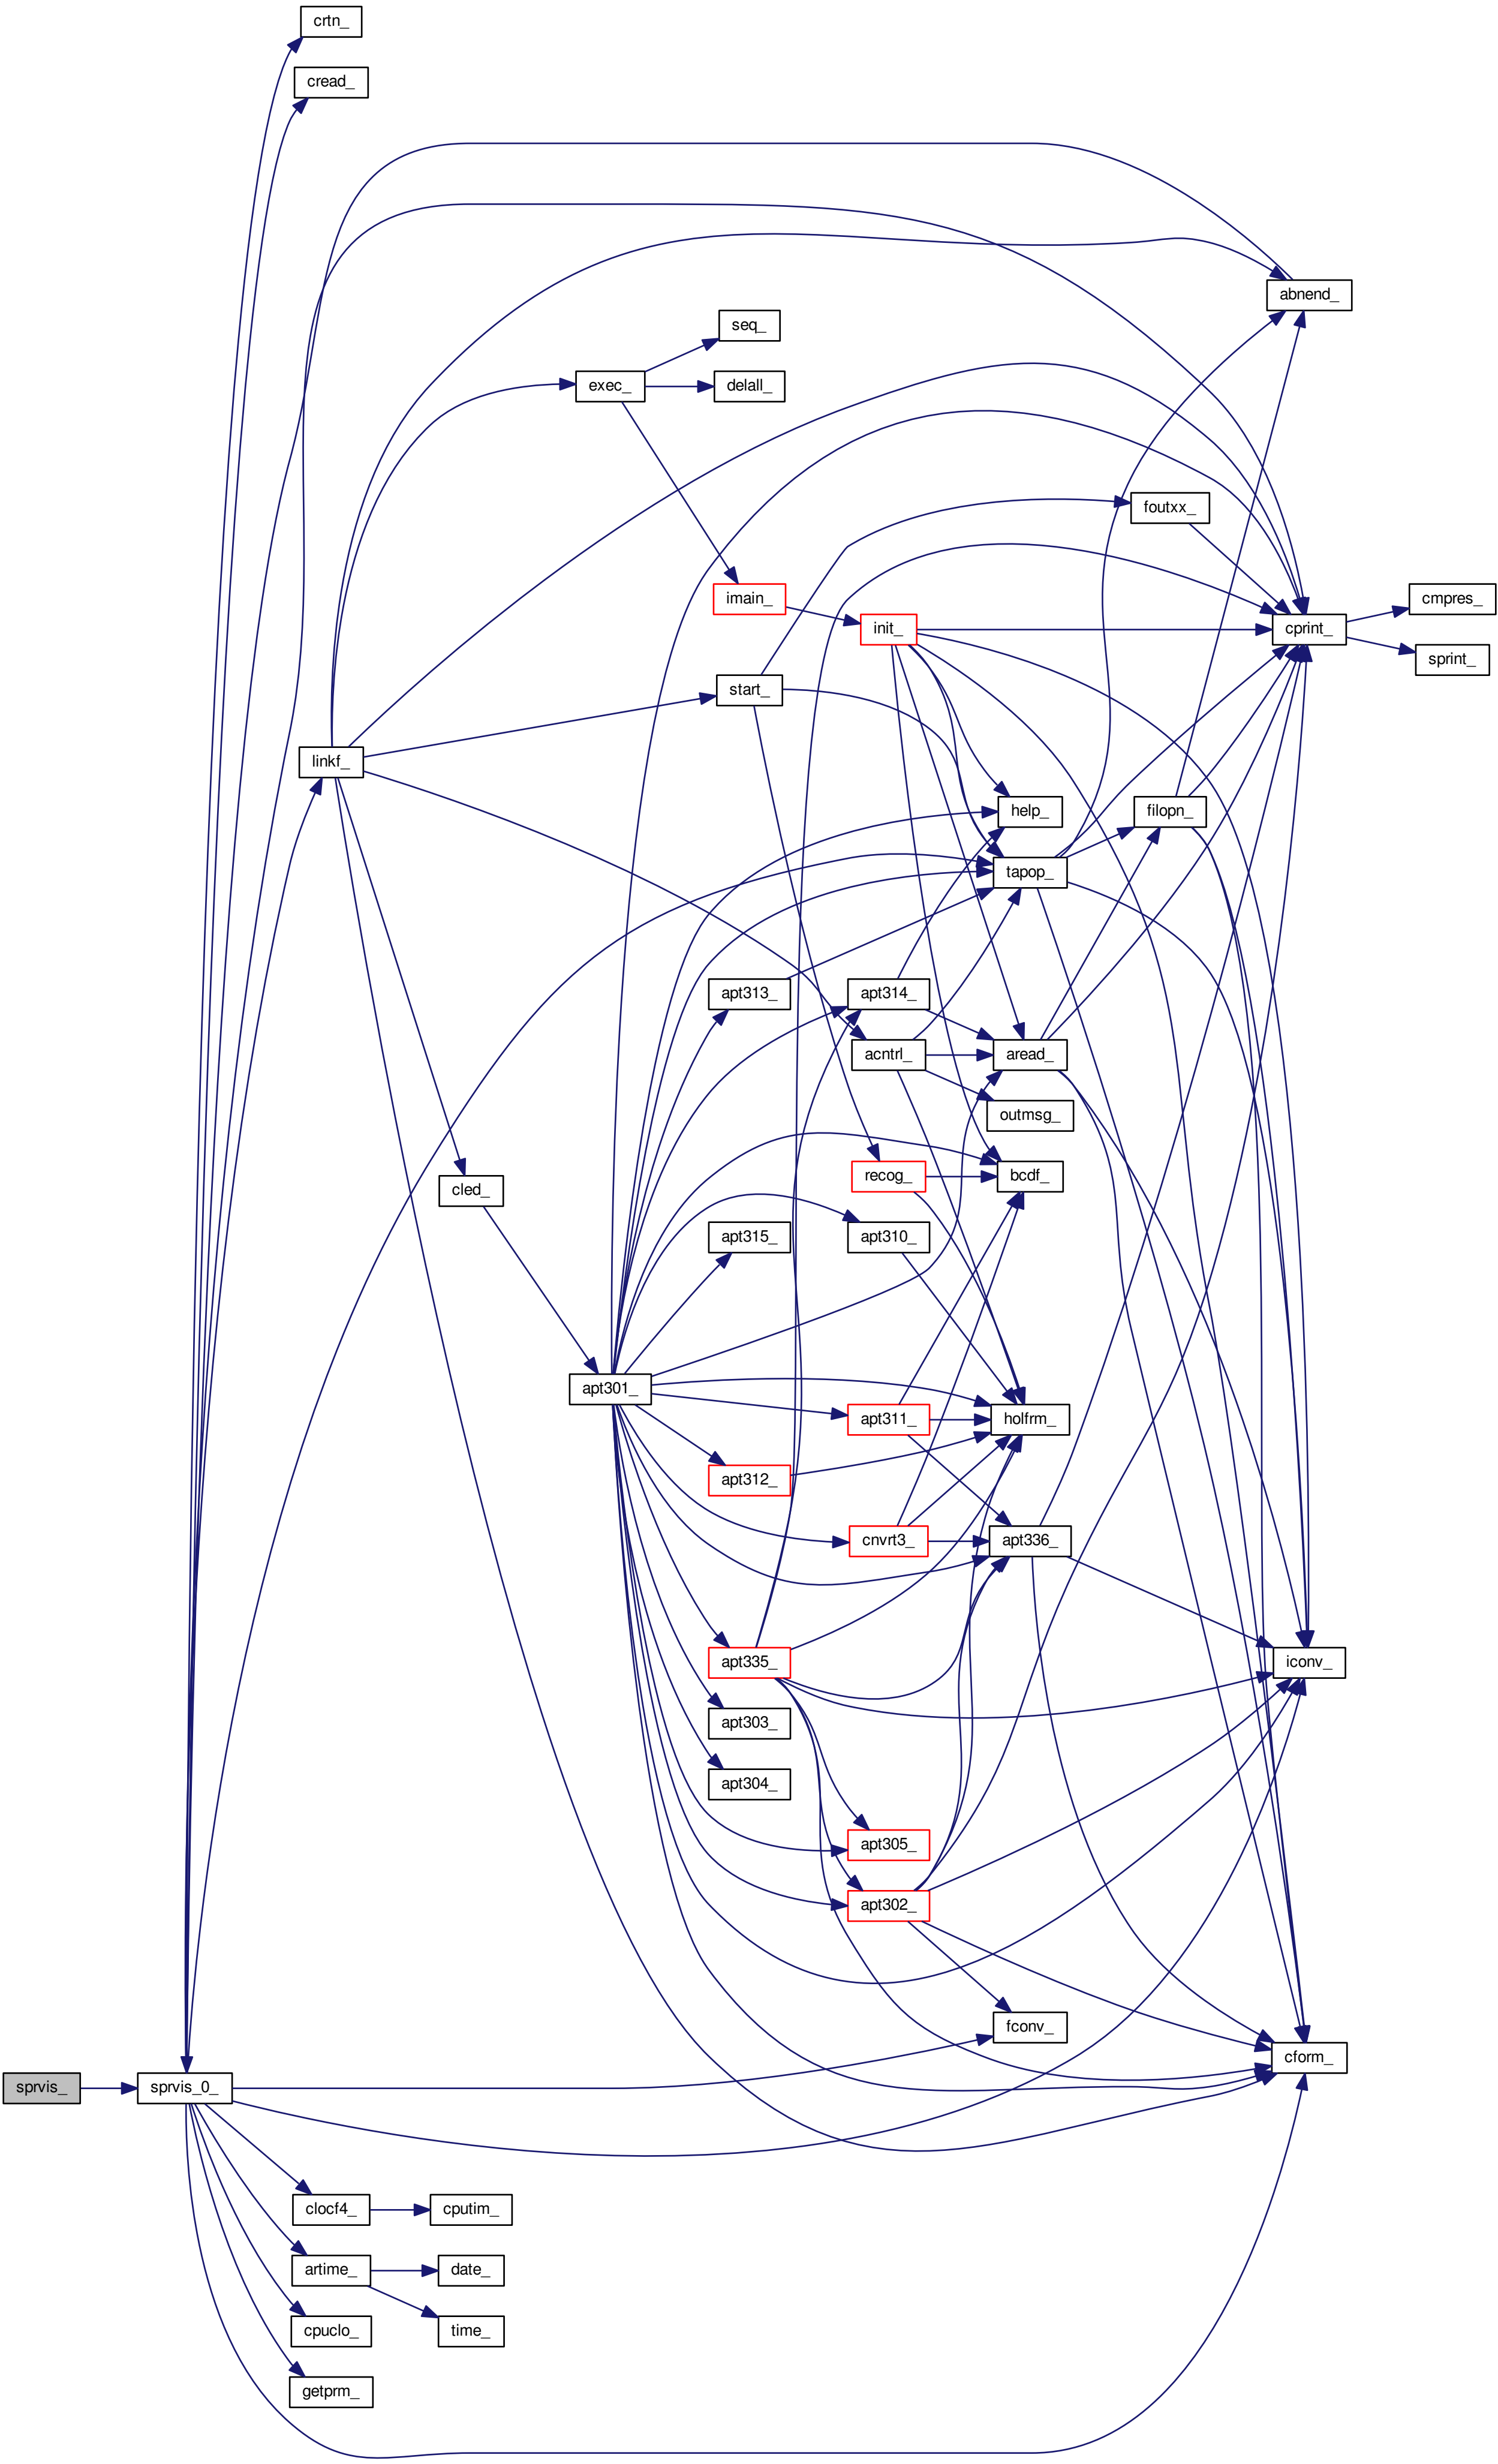 crtn_
cread_
abnend_
seq_
exec_
delall_
foutxx_
imain_
cmpres_
init_
cprint_
sprint_
start_
linkf_
help_
filopn_
tapop_
apt313_
apt314_
acntrl_
aread_
outmsg_
recog_
bcdf_
cled_
apt315_
apt310_
apt301_
apt311_
holfrm_
apt312_
cnvrt3_
apt336_
apt335_
iconv_
apt303_
apt304_
apt305_
apt302_
fconv_
cform_
sprvis_
sprvis_0_
clocf4_
cputim_
artime_
date_
cpuclo_
time_
getprm_